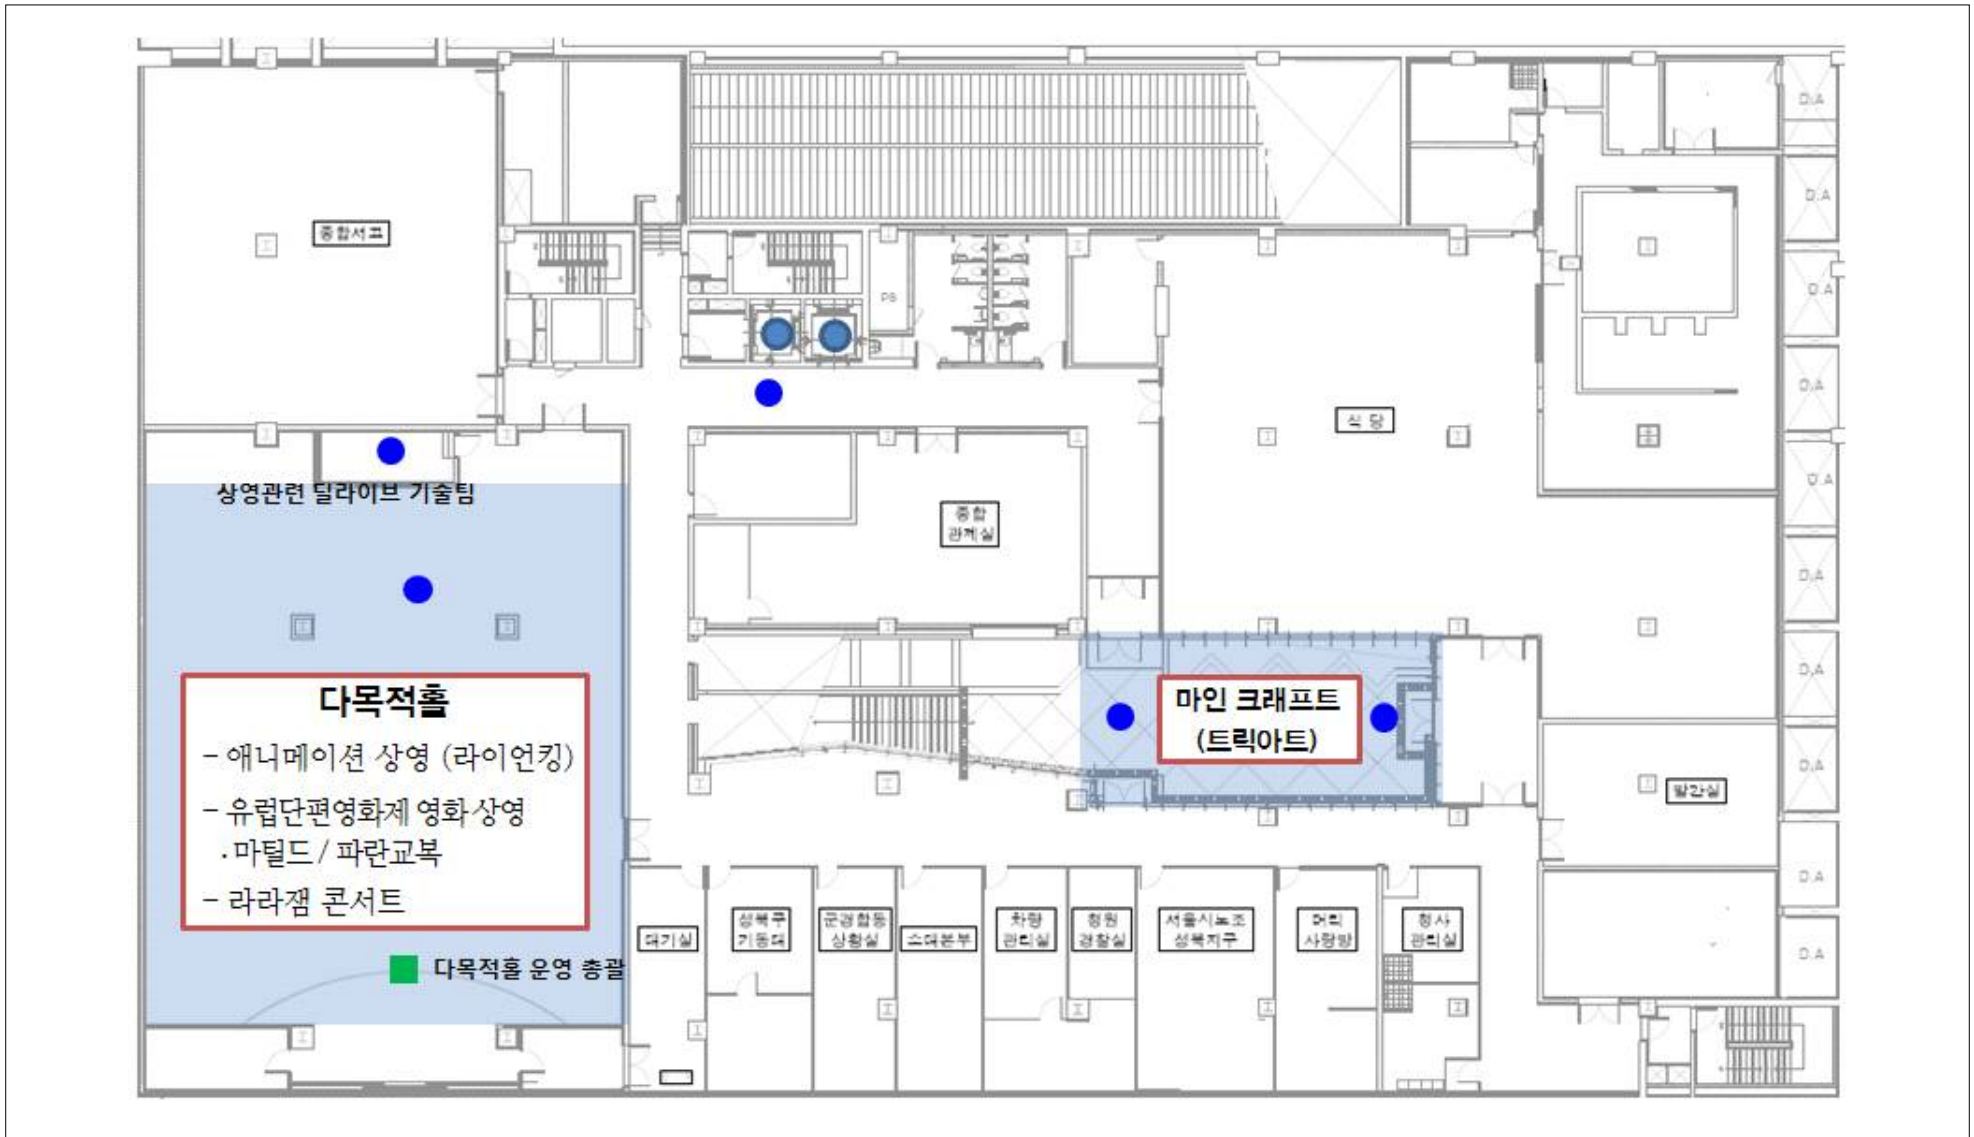 D.A
D.A
종합서고
D.A
PS
D.A
식당
상영관련 딜라이브 기술팀
D.A
종합
관제실
D.A
D.A
다목적홀
마인 크래프트
(트릭아트)
- 애니메이션 상영 (라이언킹)
D.A
발간실
- 유럽단편영화제 영화 상영
· 마틸드 / 파란교복
D.A
- 라라잼 콘서트
대기실
성북구
기동대
군경합동
상황실
소대본부
차량
관리실
청원
경찰실
서울시노조
성북지구
사랑방
청사
관리실
D.A
다목적홀 운영 총괄